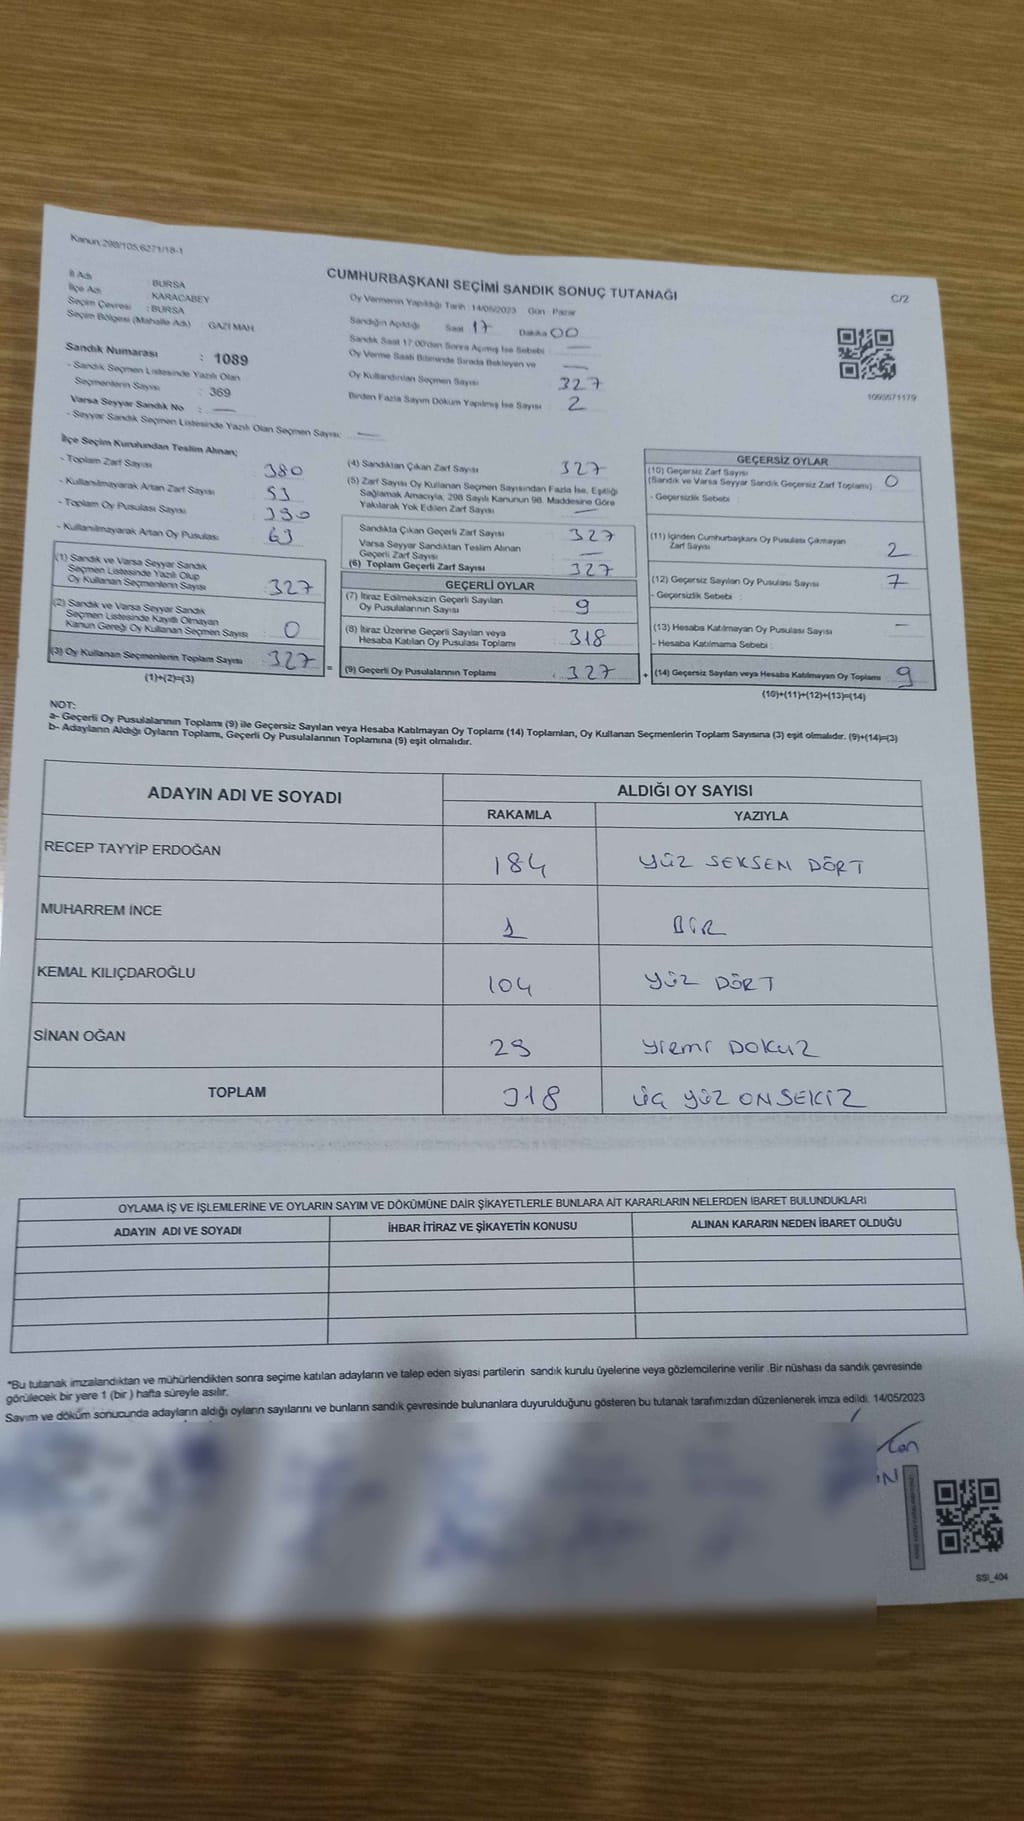 Kanun:298/105,6271/18-1
CUMHURBAŞKANI SEÇİMİ SANDIK SONUÇ TUTANAĞI
C/2
İl Adı : BURSA
İlçe Adı : KARACABEY
Seçim Çevresi : BURSA
Seçim Bölgesi (Mahalle Adı) GAZİ MAH
Sandık Numarası : 1089
- Sandık Seçmen Listesinde Yazılı Olan
Seçmenlerin Sayısı : 369
Varsa Seyyar Sandık No : —
- Seyyar Sandık Seçmen Listesinde Yazılı Olan Seçmen Sayısı: —
Oy Vermenin Yapıldığı Tarih : 14/05/2023 Gün : Pazar
Sandığın Açıldığı Saat 17 Dakika 00
Sandık Saat 17:00'den Sonra Açımış İse Sebebi : —
Oy Verme Saati Bitiminde Sırada Bekleyen ve —
Oy Kullandırılan Seçmen Sayısı 327
Birden Fazla Sayım Döküm Yapılmış İse Sayısı 2
1093571179
İlçe Seçim Kurulundan Teslim Alınan;
- Toplam Zarf Sayısı 380
- Kullanılmayarak Artan Zarf Sayısı 53
- Toplam Oy Pusulası Sayısı 390
- Kullanılmayarak Artan Oy Pusulası 63
(1) Sandık ve Varsa Seyyar Sandık
Seçmen Listesinde Yazılı Olup
Oy Kullanan Seçmenlerin Sayısı 327
(2) Sandık ve Varsa Seyyar Sandık
Seçmen Listesinde Kayıtlı Olmayan
Kanun Gereği Oy Kullanan Seçmen Sayısı 0
(3) Oy Kullanan Seçmenlerin Toplam Sayısı 327
(1)+(2)=(3)
(4) Sandıktan Çıkan Zarf Sayısı 327
(5) Zarf Sayısı Oy Kullanan Seçmen Sayısından Fazla İse, Eşitliği
Sağlamak Amacıyla, 298 Sayılı Kanunun 98. Maddesine Göre
Yakılarak Yok Edilen Zarf Sayısı —
Sandıkta Çıkan Geçerli Zarf Sayısı 327
Varsa Seyyar Sandıktan Teslim Alınan
Geçerli Zarf Sayısı —
(6) Toplam Geçerli Zarf Sayısı 327
GEÇERLİ OYLAR
(7) İtiraz Edilmeksizin Geçerli Sayılan
Oy Pusulalarının Sayısı 9
(8) İtiraz Üzerine Geçerli Sayılan veya
Hesaba Katılan Oy Pusulası Toplamı 318
= (9) Geçerli Oy Pusulalarının Toplamı 327
GEÇERSİZ OYLAR
(10) Geçersiz Zarf Sayısı
(Sandık ve Varsa Seyyar Sandık Geçersiz Zarf Toplamı) 0
- Geçersizlik Sebebi :
(11) İçinden Cumhurbaşkanı Oy Pusulası Çıkmayan
Zarf Sayısı 2
(12) Geçersiz Sayılan Oy Pusulası Sayısı 7
- Geçersizlik Sebebi :
(13) Hesaba Katılmayan Oy Pusulası Sayısı —
- Hesaba Katılmama Sebebi :
+ (14) Geçersiz Sayılan veya Hesaba Katılmayan Oy Toplamı 9
(10)+(11)+(12)+(13)=(14)
NOT:
a- Geçerli Oy Pusulalarının Toplamı (9) ile Geçersiz Sayılan veya Hesaba Katılmayan Oy Toplamı (14) Toplamları, Oy Kullanan Seçmenlerin Toplam Sayısına (3) eşit olmalıdır. (9)+(14)=(3)
b- Adayların Aldığı Oyların Toplamı, Geçerli Oy Pusulalarının Toplamına (9) eşit olmalıdır.
ADAYIN ADI VE SOYADI ALDIĞI OY SAYISI
RAKAMLA YAZIYLA
RECEP TAYYİP ERDOĞAN 184 YÜZ SEKSEN DÖRT
MUHARREM İNCE 1 BİR
KEMAL KILIÇDAROĞLU 104 YÜZ DÖRT
SİNAN OĞAN 29 YİRMİ DOKUZ
TOPLAM 318 ÜÇ YÜZ ONSEKİZ
OYLAMA İŞ VE İŞLEMLERİNE VE OYLARIN SAYIM VE DÖKÜMÜNE DAİR ŞİKAYETLERLE BUNLARA AİT KARARLARIN NELERDEN İBARET BULUNDUKLARI
ADAYIN ADI VE SOYADI İHBAR İTİRAZ VE ŞİKAYETİN KONUSU ALINAN KARARIN NEDEN İBARET OLDUĞU
*Bu tutanak imzalandıktan ve mühürlendikten sonra seçime katılan adayların ve talep eden siyasi partilerin sandık kurulu üyelerine veya gözlemcilerine verilir .Bir nüshası da sandık çevresinde
görülecek bir yere 1 (bir ) hafta süreyle asılır.
Sayım ve döküm sonucunda adayların aldığı oyların sayılarını ve bunların sandık çevresinde bulunanlara duyurulduğunu gösteren bu tutanak tarafımızdan düzenlenerek imza edildi. 14/05/2023
SSI_404